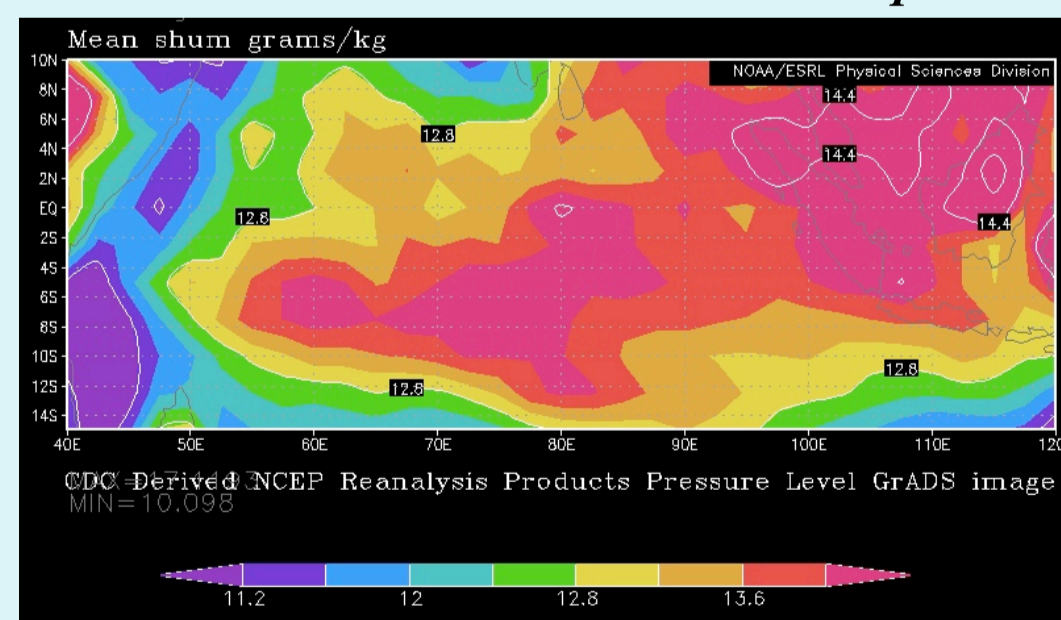 Mean shum grams/kg
NOAA/ESRL Physical Sciences Division
10N
8N
6N
4N
2N
EQ
2S
4S
6S
8S
10S
12S
14S
14.4
12.8
14.4
12.8
14.4
12.8
12.8
40E 50E 60E 70E 80E 90E 100E 110E
CDC Derived NCEP Reanalysis Products Pressure Level GrADS image
MIN=10.098
11.2 12 12.8 13.6